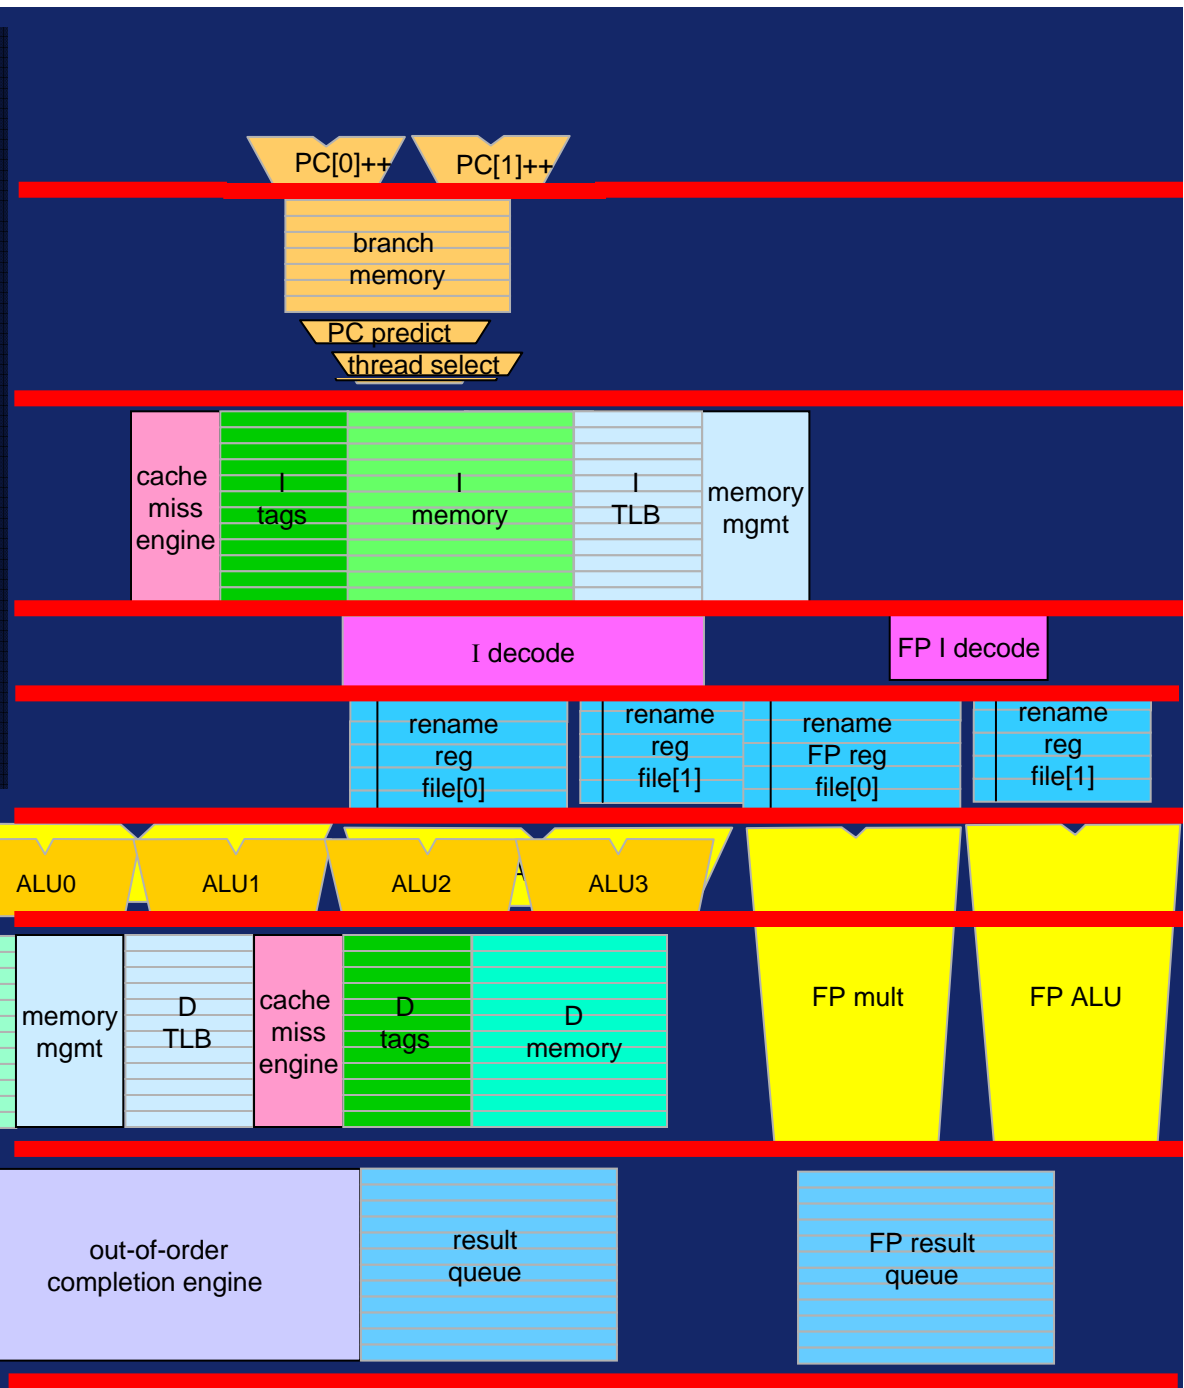 PC[0]++
PC[1]++
branch
memory
PC predict
thread select
cache
miss
engine
I
tags
I
memory
I
TLB
memory
mgmt
I decode
FP I decode
rename
reg
file[0]
rename
reg
file[1]
rename
FP reg
file[0]
rename
reg
file[1]
ALU0
ALU1
ALU2
ALU3
memory
mgmt
D
TLB
cache
miss
engine
D
tags
D
memory
FP mult
FP ALU
out-of-order
completion engine
result
queue
FP result
queue